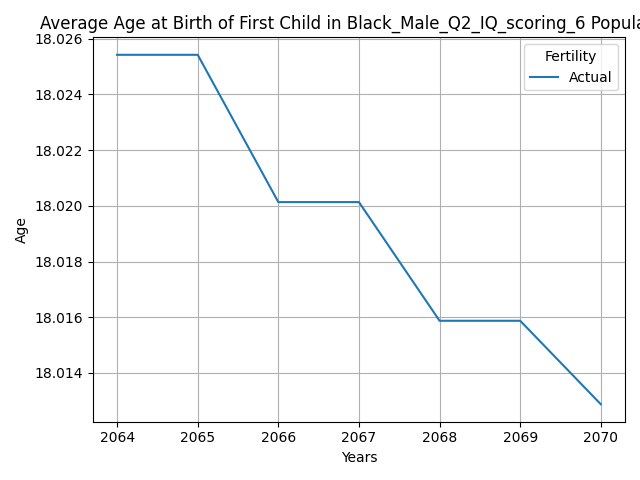 Average Age at Birth of First Child in Black_Male_Q2_IQ_scoring_6 Popula
18.026
18.024
18.022
18.020
18.018
18.016
18.014
Age
Fertility
Actual
2064 2065 2066 2067 2068 2069 2070
Years